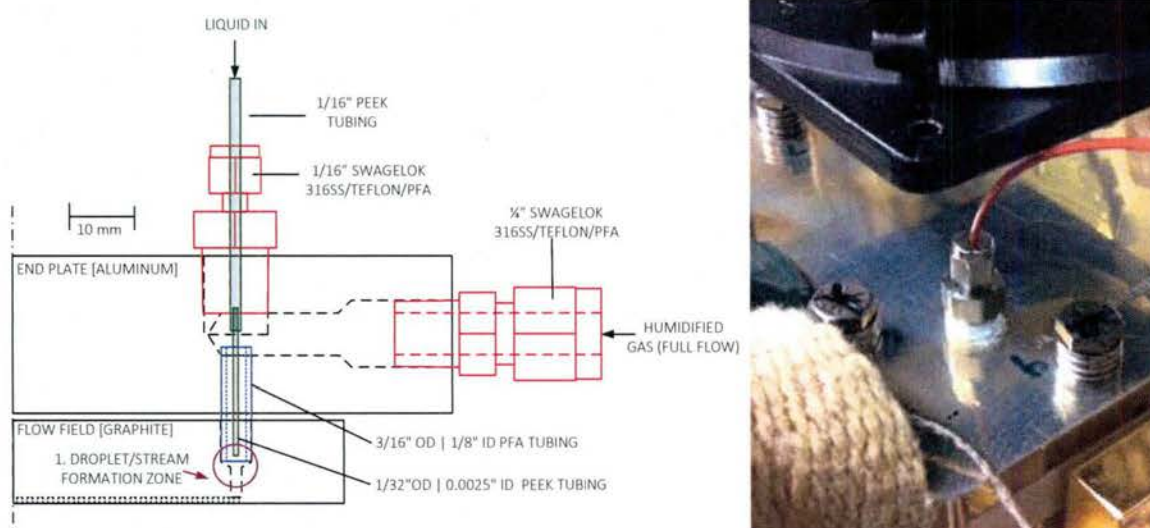 LIQUID IN
1/16" PEEK
TUBING
1/16" SWAGELOK
316SS/TEFLON/PFA
10 mm
¼" SWAGELOK
316SS/TEFLON/PFA
END PLATE [ALUMINUM]
HUMIDIFIED
GAS (FULL FLOW)
FLOW FIELD [GRAPHITE]
3/16" OD | 1/8" ID PFA TUBING
1. DROPLET/STREAM
FORMATION ZONE
1/32"OD | 0.0025" ID PEEK TUBING